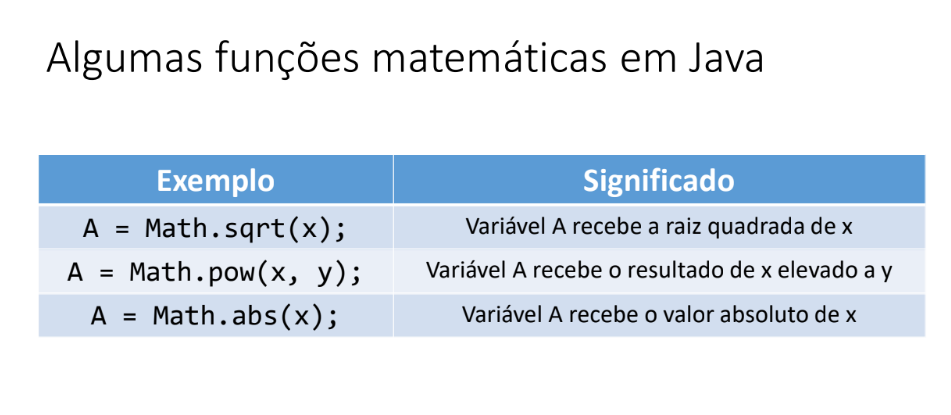 Algumas funções matemáticas em Java
Exemplo Significado
A = Math.sqrt(x); Variável A recebe a raiz quadrada de x
A = Math.pow(x, y); Variável A recebe o resultado de x elevado a y
A = Math.abs(x); Variável A recebe o valor absoluto de x